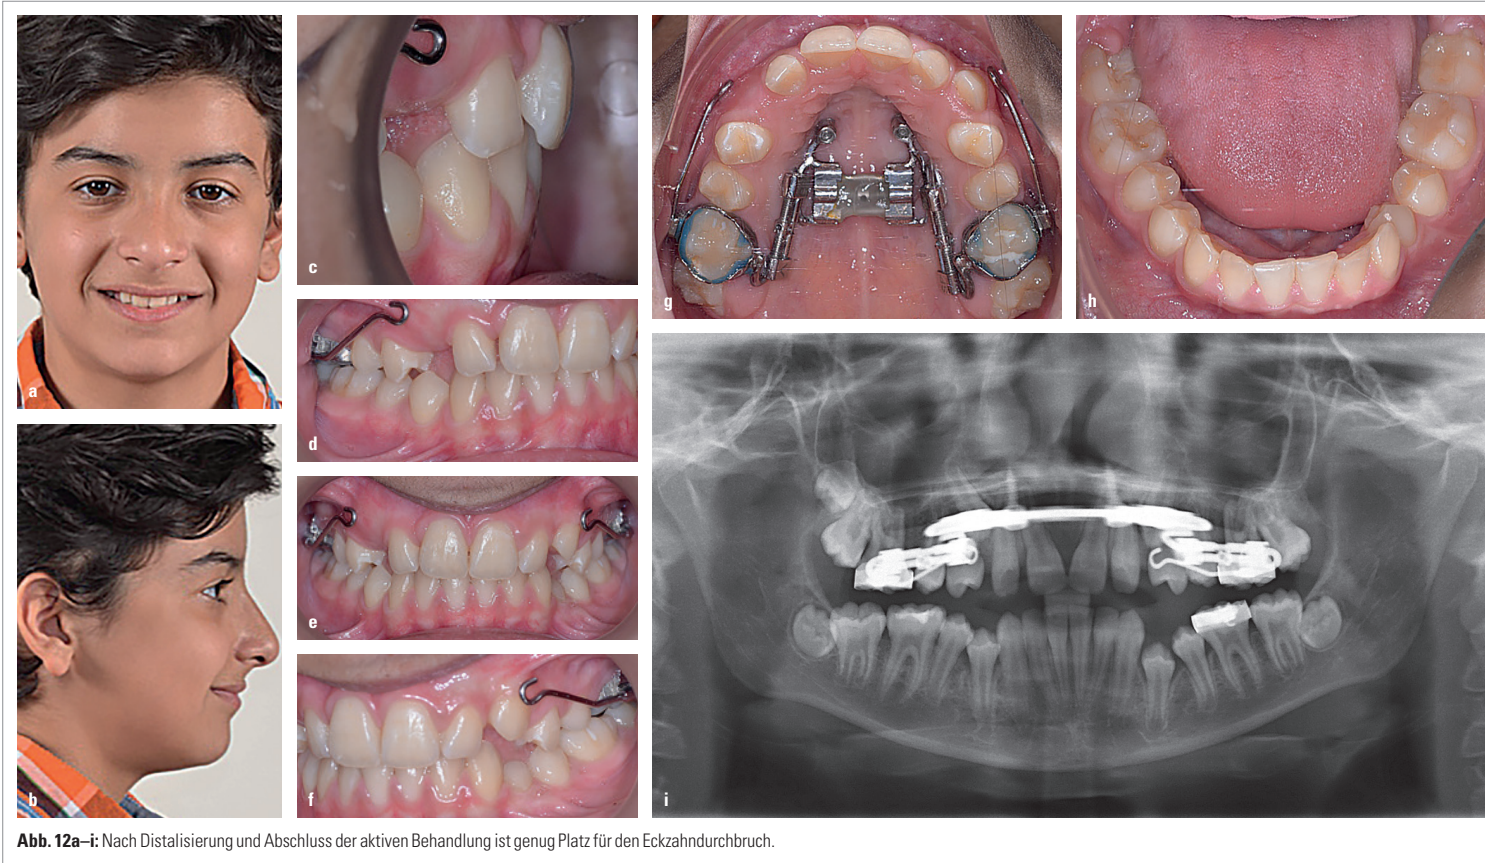 a
b
c
d
e
f
g
h
i
Abb. 12a–i: Nach Distalisierung und Abschluss der aktiven Behandlung ist genug Platz für den Eckzahndurchbruch.